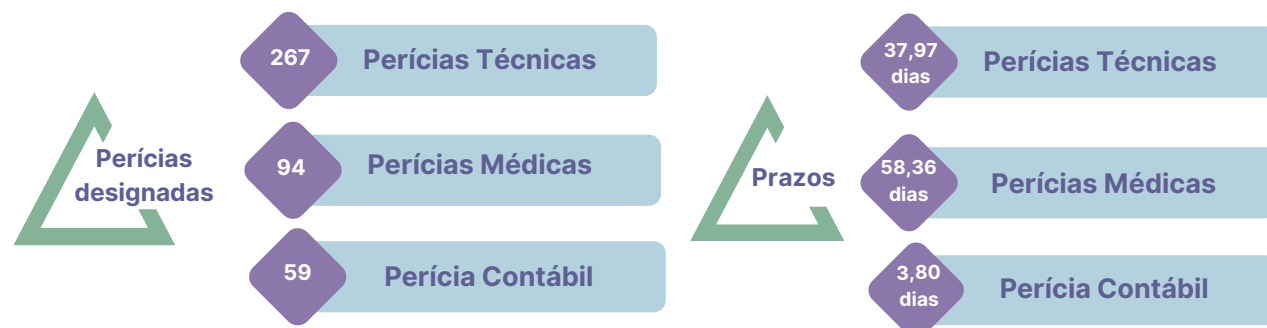 Perícias
designadas
267
Perícias Técnicas
94
Perícias Médicas
59
Perícia Contábil
Prazos
37,97
dias
Perícias Técnicas
58,36
dias
Perícias Médicas
3,80
dias
Perícia Contábil